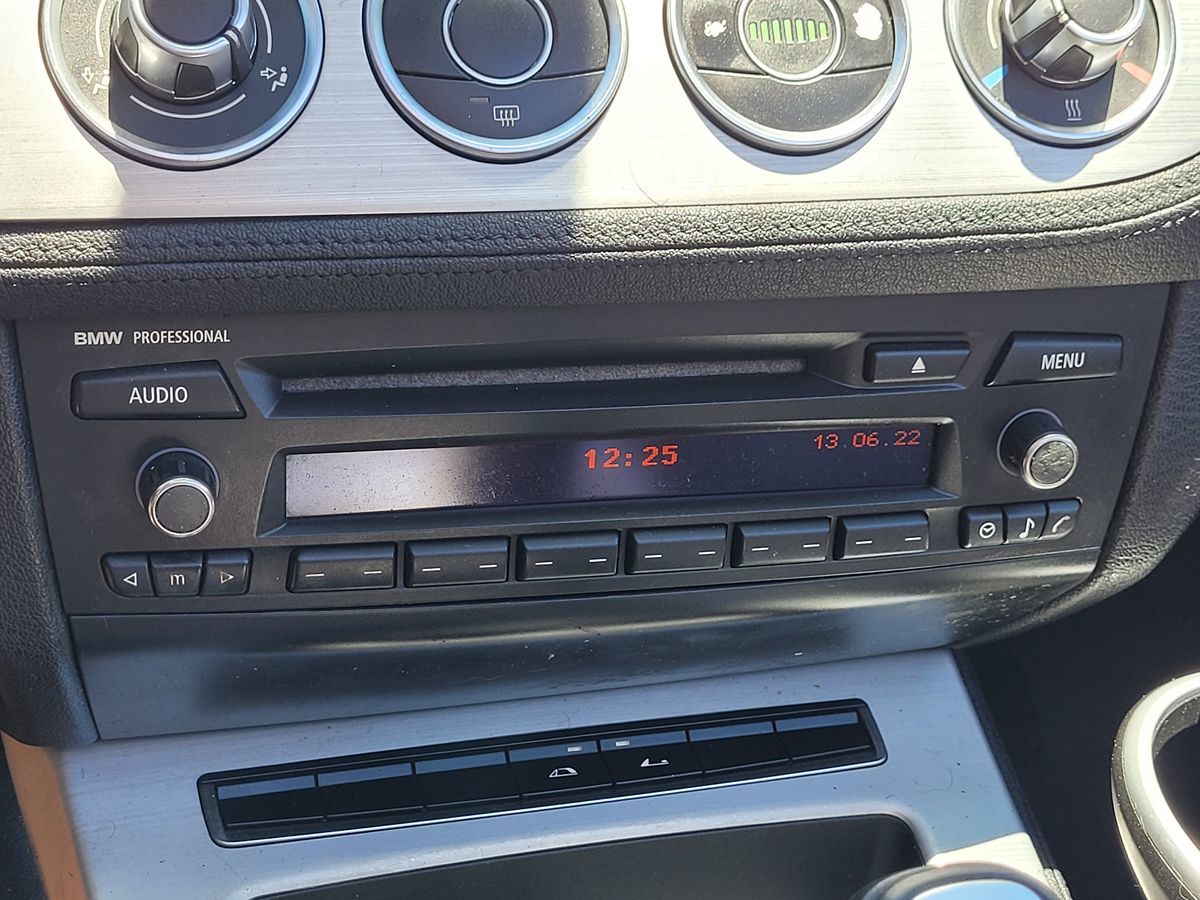 BMW PROFESSIONAL
AUDIO
MENU
12:25
13.06.22
m